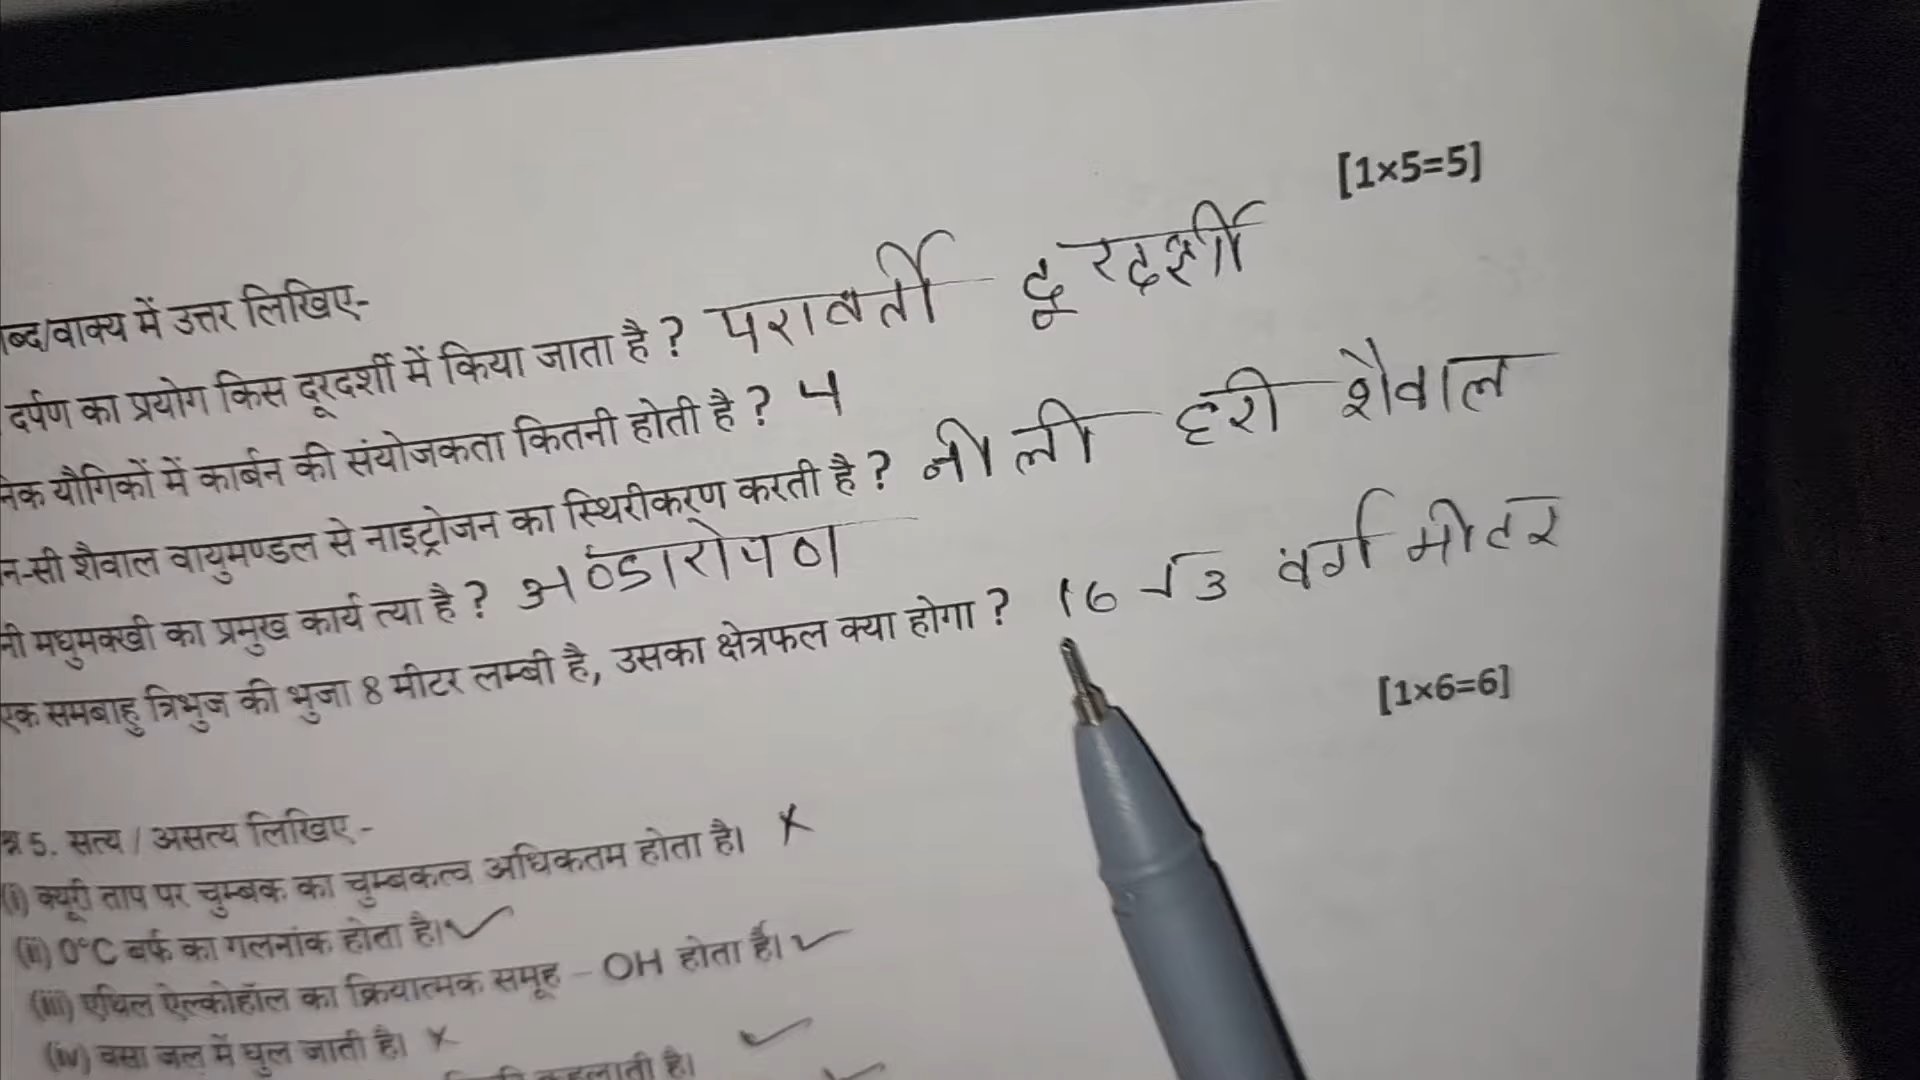 [1×5=5]
में उत्तर लिखिए-
दर्पण का प्रयोग किस दूरदर्शी में किया जाता है ? परावर्ती दूरदर्शी
यौगिकों में कार्बन की संयोजकता कितनी होती है ? 4
शैवाल वायुमण्डल से नाइट्रोजन का स्थिरीकरण करती है ? नीली हरी शैवाल
मधुमक्खी का प्रमुख कार्य त्या है ? अण्डारोपण
एक समबाहु त्रिभुज की भुजा 8 मीटर लम्बी है, उसका क्षेत्रफल क्या होगा ? 16√3 वर्ग मीटर
[1×6=6]
5. सत्य / असत्य लिखिए -
(i) क्यूरी ताप पर चुम्बक का चुम्बकत्व अधिकतम होता है। ×
(ii) 0°C बर्फ का गलनांक होता है। ✓
(iii) एथिल ऐल्कोहॉल का क्रियात्मक समूह - OH होता है। ✓
(iv) वसा जल में घुल जाती है। ×
कहलाती है। ✓